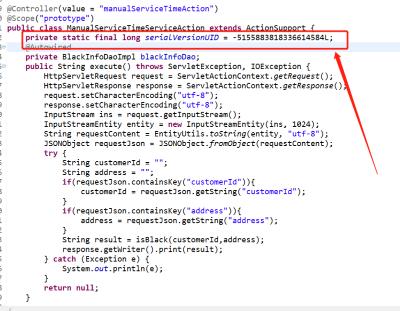 @Controller(value = "manualServiceTimeAction")
@Scope("prototype")
public class ManualServiceTimeServiceAction extends ActionSupport {
private static final long serialVersionUID = -5155883818336614584L;
@Autowired
private BlackInfoDaoImpl blackInfoDao;
public String execute() throws ServletException, IOException {
HttpServletRequest request = ServletActionContext.getRequest();
HttpServletResponse response = ServletActionContext.getResponse();
request.setCharacterEncoding("utf-8");
response.setCharacterEncoding("utf-8");
InputStream ins = request.getInputStream();
InputStreamEntity entity = new InputStreamEntity(ins, 1024);
String requestContent = EntityUtils.toString(entity, "utf-8");
JSONObject requestJson = JSONObject.fromObject(requestContent);
try {
String customerId = "";
String address = "";
if(requestJson.containsKey("customerId")){
customerId = requestJson.getString("customerId");
}
if(requestJson.containsKey("address")){
address = requestJson.getString("address");
}
String result = isBlack(customerId,address);
response.getWriter().print(result);
} catch (Exception e) {
System.out.println(e);
}
return null;
}